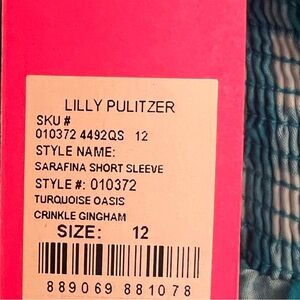 LILLY PULITZER
SKU #
010372 4492QS 12
STYLE NAME:
SARAFINA SHORT SLEEVE
STYLE #: 010372
TURQUOISE OASIS
CRINKLE GINGHAM
SIZE: 12
889069 881078